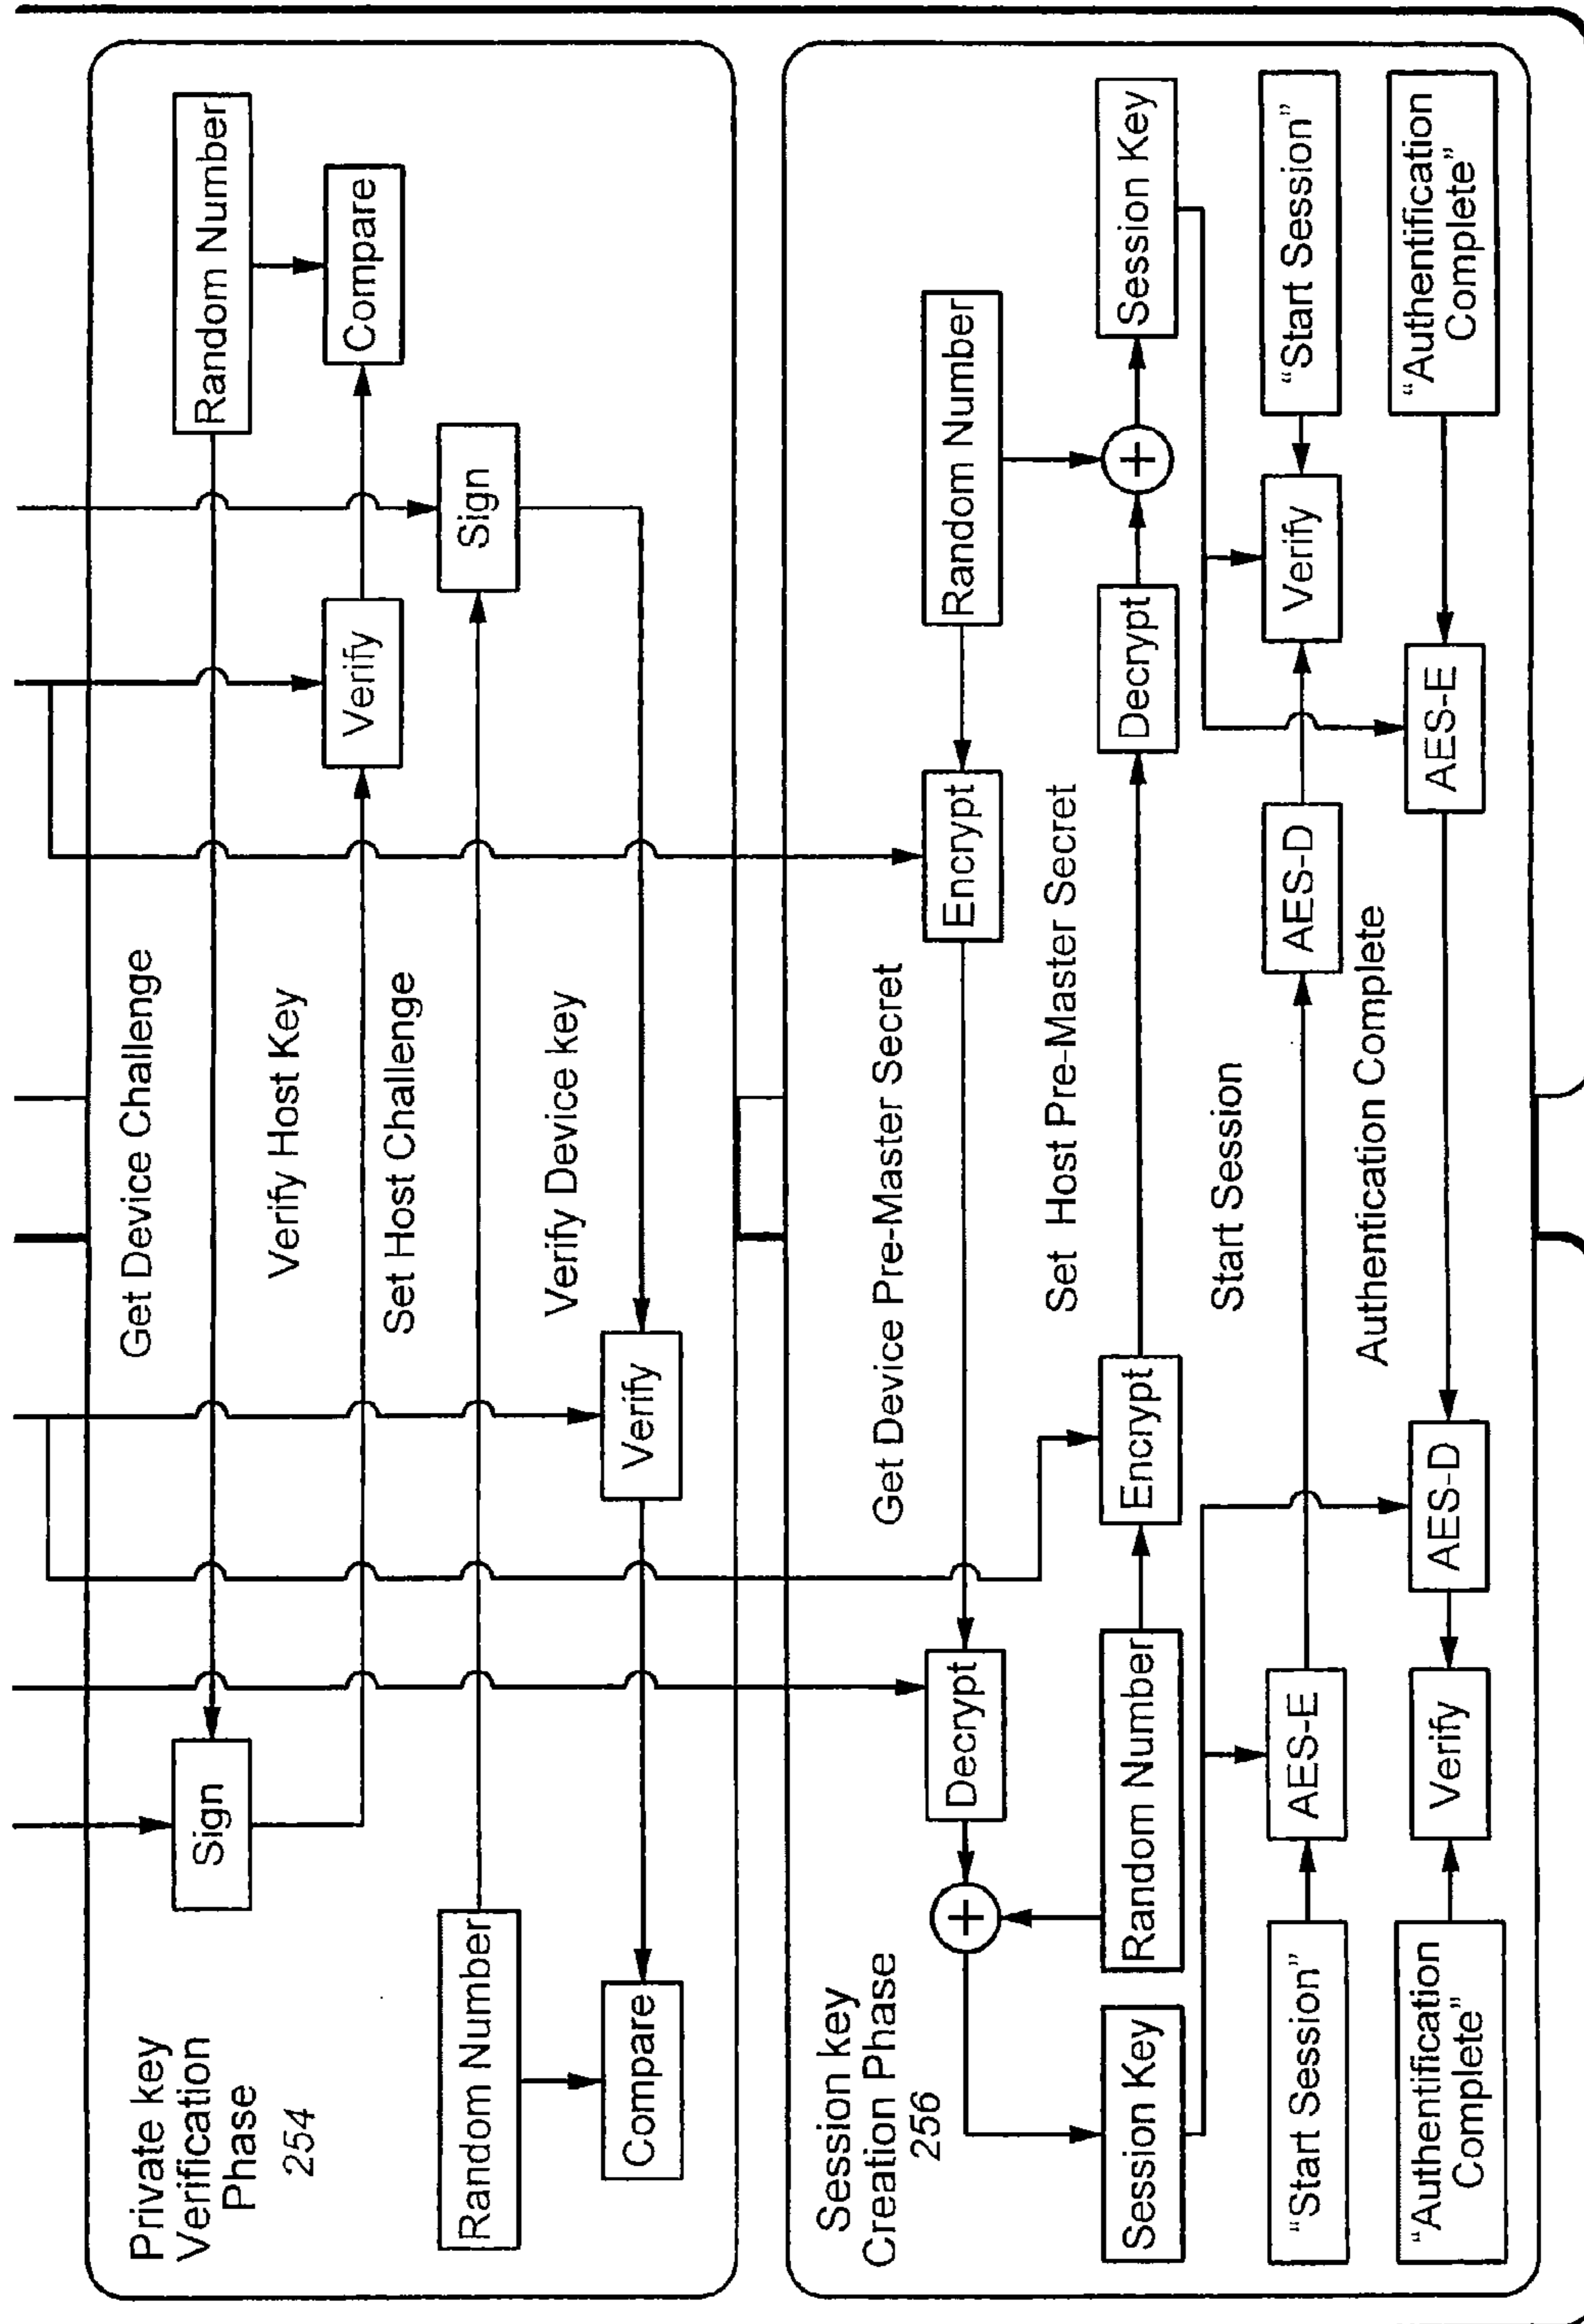 Private key
Verification
Phase
254
Get Device Challenge
Sign
Random Number
Verify Host Key
Verify
Compare
Set Host Challenge
Random Number
Sign
Verify Device key
Compare
Verify
Session key
Creation Phase
256
Get Device Pre-Master Secret
Decrypt
Encrypt
Random Number
+
Set Host Pre-Master Secret
Session Key
Random Number
Encrypt
Decrypt
+
Session Key
Start Session
“Start Session”
AES-E
AES-D
Verify
“Start Session”
Authentication Complete
“Authentification
Complete”
Verify
AES-D
AES-E
“Authentification
Complete”